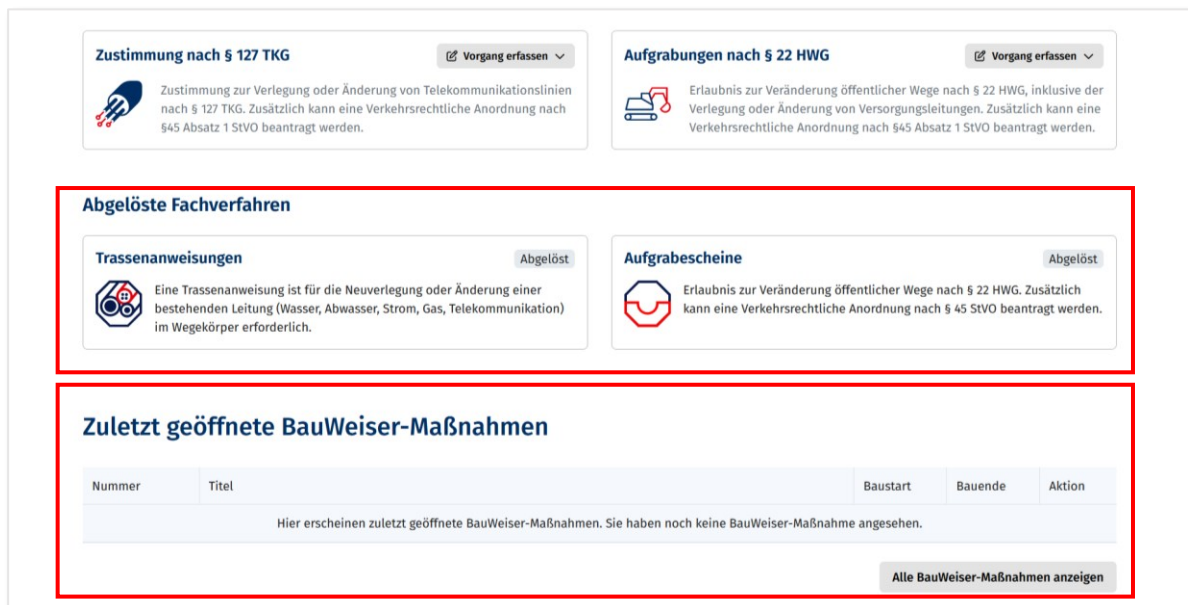 Zustimmung nach § 127 TKG
Vorgang erfassen
Zustimmung zur Verlegung oder Änderung von Telekommunikationslinien
nach § 127 TKG. Zusätzlich kann eine Verkehrsrechtliche Anordnung nach
§45 Absatz 1 StVO beantragt werden.
Aufgrabungen nach § 22 HWG
Vorgang erfassen
Erlaubnis zur Veränderung öffentlicher Wege nach § 22 HWG, inklusive der
Verlegung oder Änderung von Versorgungsleitungen. Zusätzlich kann eine
Verkehrsrechtliche Anordnung nach §45 Absatz 1 StVO beantragt werden.
Abgelöste Fachverfahren
Trassenanweisungen
Abgelöst
Eine Trassenanweisung ist für die Neuverlegung oder Änderung einer
bestehenden Leitung (Wasser, Abwasser, Strom, Gas, Telekommunikation)
im Wegekörper erforderlich.
Aufgrabescheine
Abgelöst
Erlaubnis zur Veränderung öffentlicher Wege nach § 22 HWG. Zusätzlich
kann eine Verkehrsrechtliche Anordnung nach § 45 StVO beantragt werden.
Zuletzt geöffnete BauWeiser-Maßnahmen
Nummer Titel Baustart Bauende Aktion
Hier erscheinen zuletzt geöffnete BauWeiser-Maßnahmen. Sie haben noch keine BauWeiser-Maßnahme angesehen.
Alle BauWeiser-Maßnahmen anzeigen